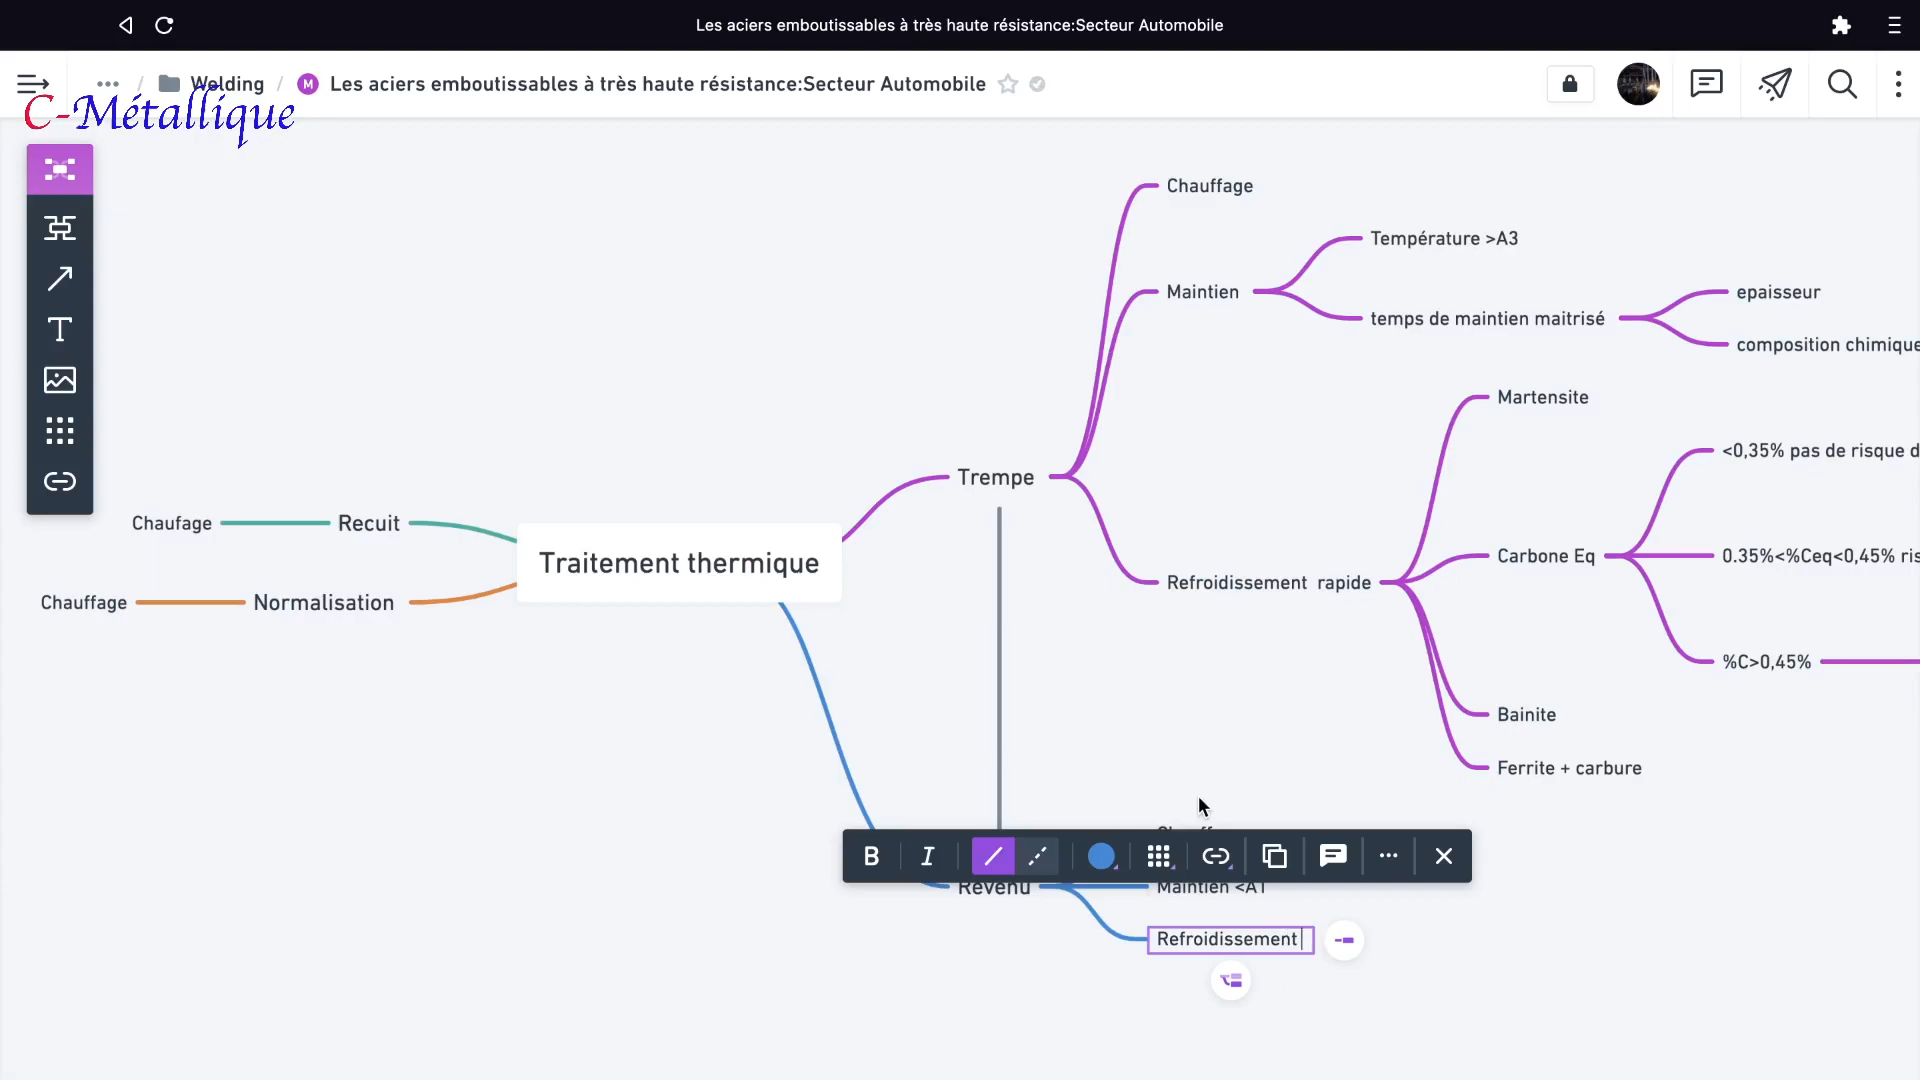 Les aciers emboutissables à très haute résistance:Secteur Automobile
Welding / Les aciers emboutissables à très haute résistance:Secteur Automobile
C-Métallique
Chauffage
Température >A3
Maintien
epaisseur
temps de maintien maitrisé
composition chimique
Martensite
<0,35% pas de risque d
Trempe
Chaufage
Recuit
Traitement thermique
Carbone Eq
0.35%<%Ceq<0,45% ris
Refroidissement rapide
Chauffage
Normalisation
%C>0,45%
Bainite
Ferrite + carbure
B I
Revenu
Maintien <A1
Refroidissement